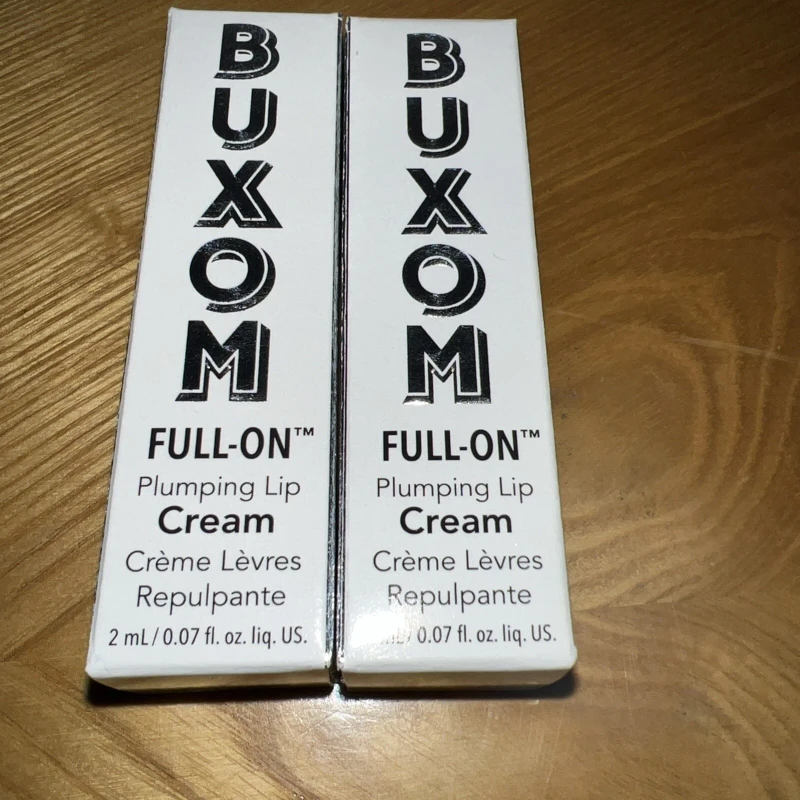 BUXOM
FULL-ON™
Plumping Lip
Cream
Crème Lèvres
Repulpante
2 mL / 0.07 fl. oz. liq. US.
BUXOM
FULL-ON™
Plumping Lip
Cream
Crème Lèvres
Repulpante
/ 0.07 fl. oz. liq. US.